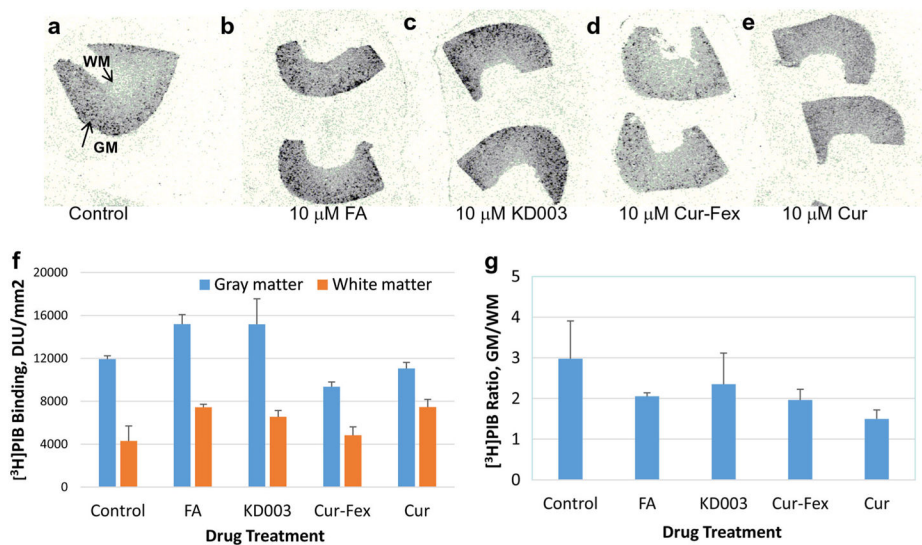 a
b
c
d
e
WM
GM
Control
10 μM FA
10 μM KD003
10 μM Cur-Fex
10 μM Cur
f
[³H]PIB Binding, DLU/mm2
20000
16000
12000
8000
4000
0
Gray matter
White matter
Control
FA
KD003
Cur-Fex
Cur
Drug Treatment
g
[³H]PIB Ratio, GM/WM
5
4
3
2
1
0
Control
FA
KD003
Cur-Fex
Cur
Drug Treatment